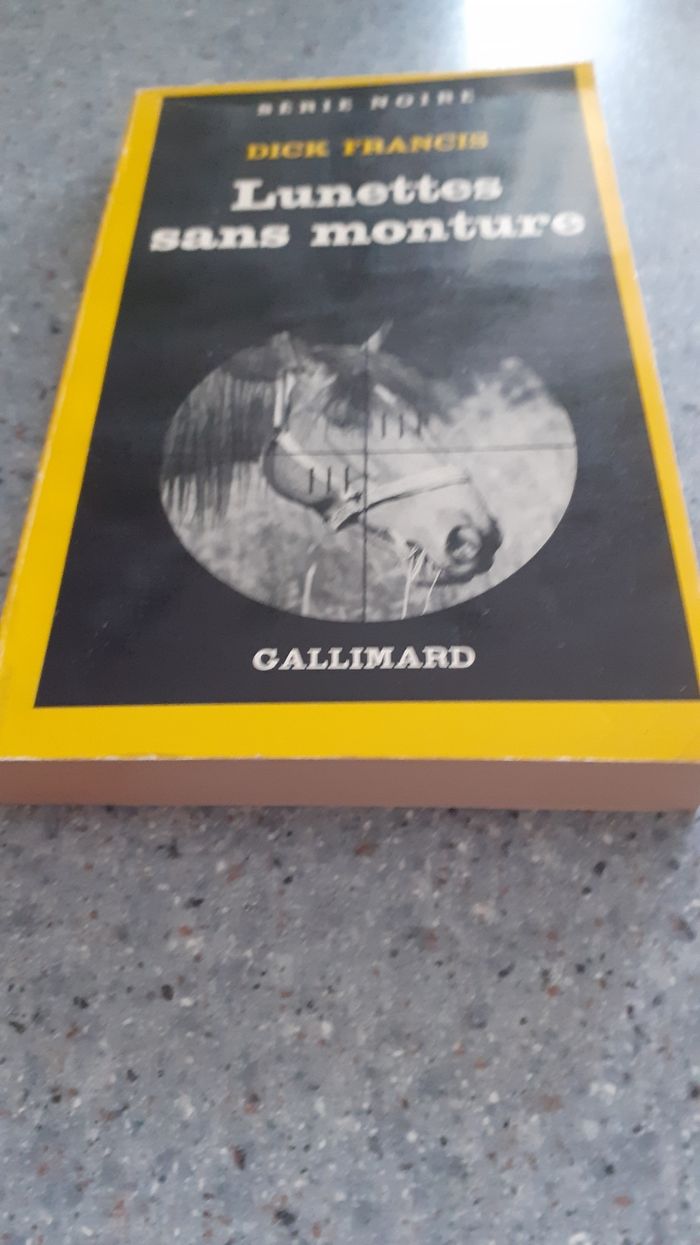 SÉRIE NOIRE
DICK FRANCIS
Lunettes
sans monture
GALLIMARD